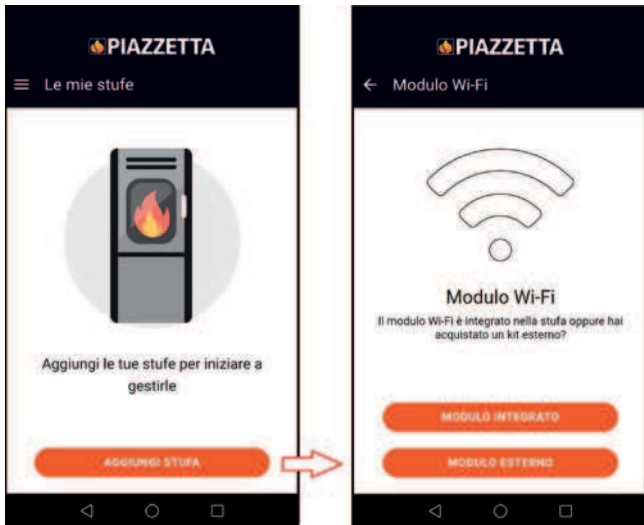 PIAZZETTA
Le mie stufe
Aggiungi le tue stufe per iniziare a
gestirle
AGGIUNGI STUFA
PIAZZETTA
Modulo Wi-Fi
Modulo Wi-Fi
Il modulo Wi-Fi è integrato nella stufa oppure hai
acquistato un kit esterno?
MODULO INTEGRATO
MODULO ESTERNO